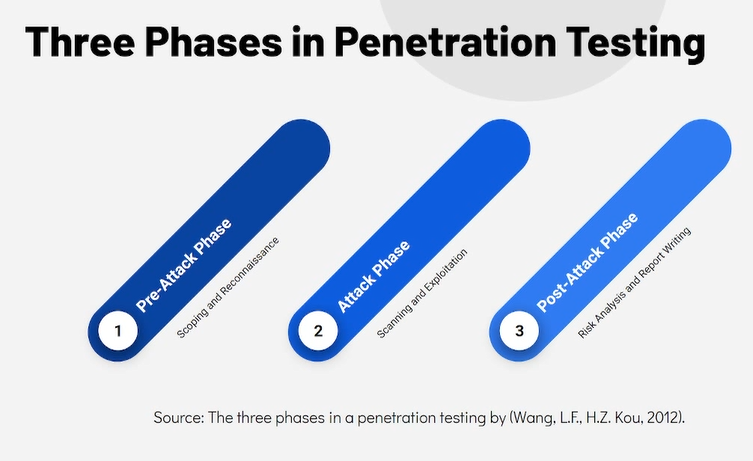 Three Phases in Penetration Testing
1
Pre-Attack Phase
Scoping and Reconnaissance
2
Attack Phase
Scanning and Exploitation
3
Post-Attack Phase
Risk Analysis and Report Writing
Source: The three phases in a penetration testing by (Wang, L.F., H.Z. Kou, 2012).